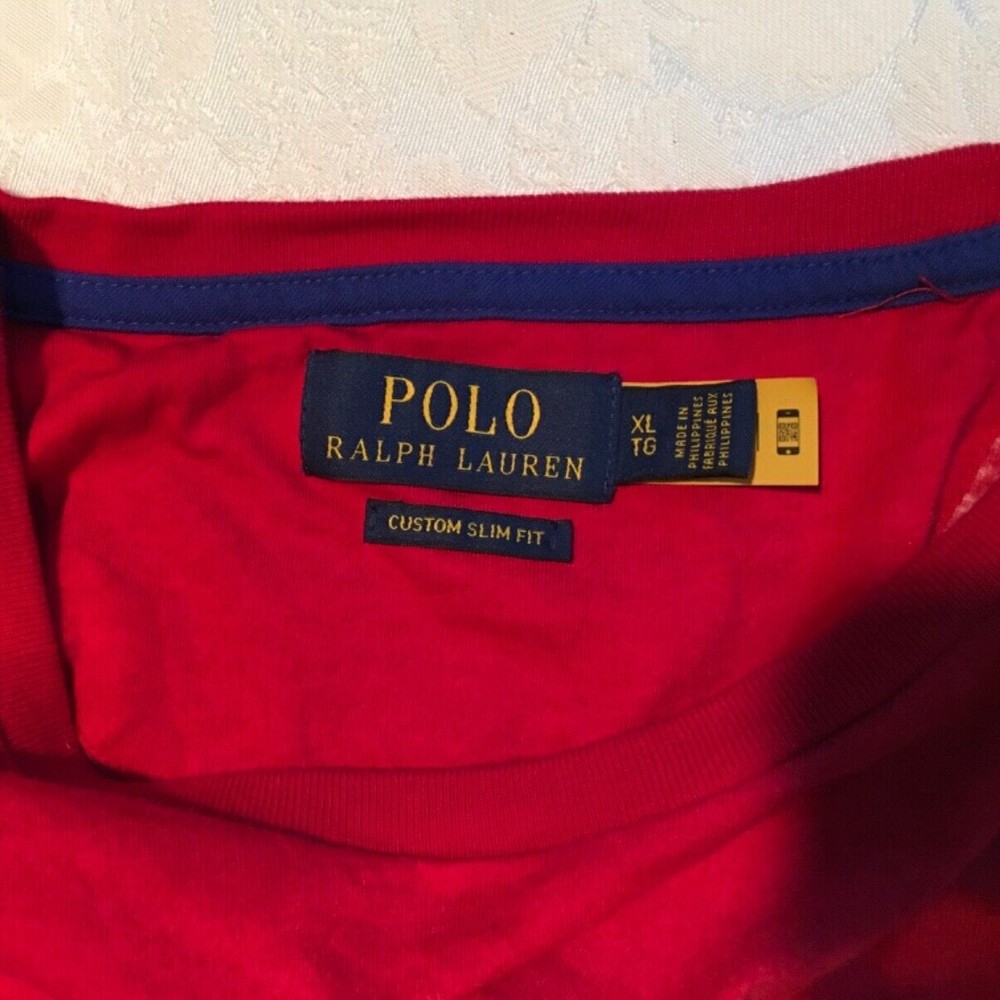 POLO
RALPH LAUREN
XL
TG
MADE IN
PHILIPPINES
FABRIQUÉ AUX
PHILIPPINES
CUSTOM SLIM FIT